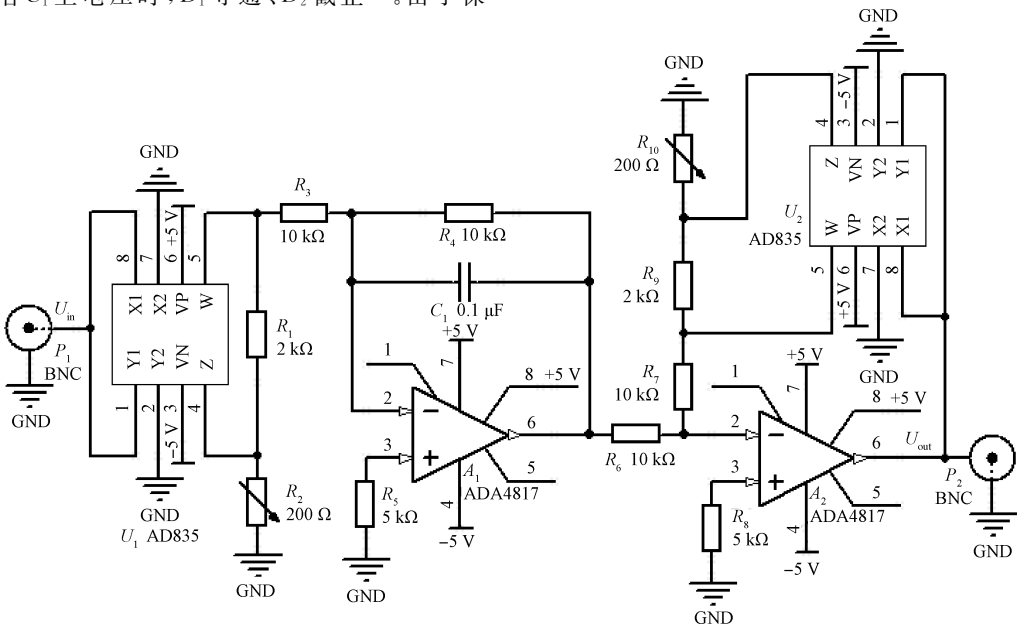 GND
GND
−5 V
4
3
2
1
Z
VN
Y2
Y1
R10
200 Ω
U2
AD835
W
VP
X2
X1
5
6
7
8
+5 V
GND
R9
2 kΩ
GND
R3
10 kΩ
R4 10 kΩ
8
7
6
+5 V
5
X1
X2
VP
W
Y1
Y2
VN
Z
1
2
−5 V
3
4
Uin
P1
BNC
GND
R1
2 kΩ
C1 0.1 μF
+5 V
7
1
8 +5 V
2
−
3
+
6
A1
ADA4817
5
4
−5 V
R5
5 kΩ
GND
GND
U1 AD835
R2
200 Ω
GND
R7
10 kΩ
R6 10 kΩ
+5 V
7
1
8 +5 V
2
−
3
+
6
Uout
A2
ADA4817
5
4
−5 V
R8
5 kΩ
GND
P2
BNC
GND